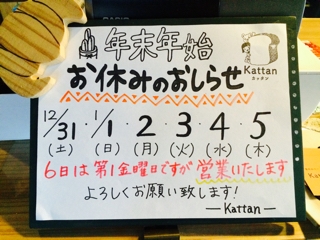 年末年始
Kattan
カッタン
お休みのおしらせ
12/31・1/1・2・3・4・5
(土)(日)(月)(火)(水)(木)
6日は第1金曜日ですが営業いたします
よろしくお願い致します!
―Kattan―